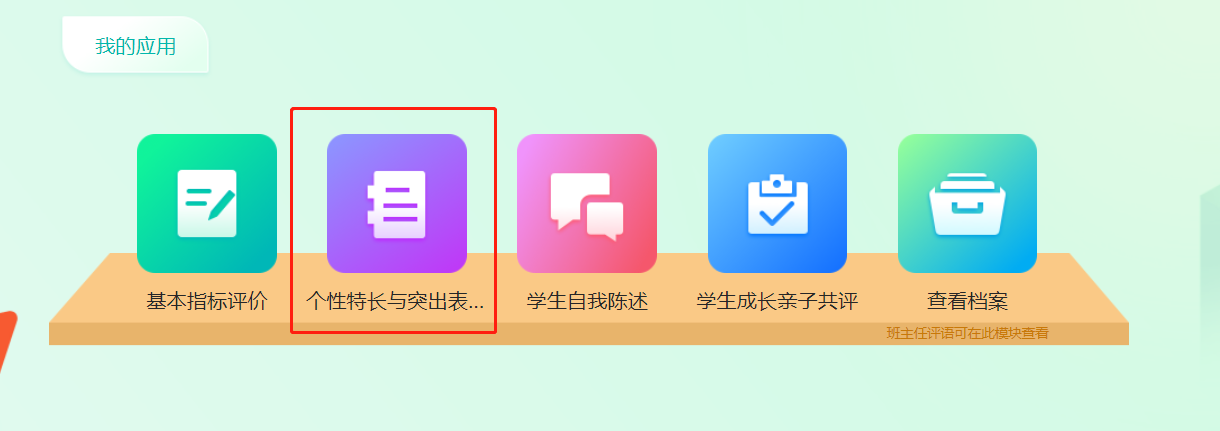 我的应用
基本指标评价
个性特长与突出表...
学生自我陈述
学生成长亲子共评
查看档案
班主任评语可在此模块查看